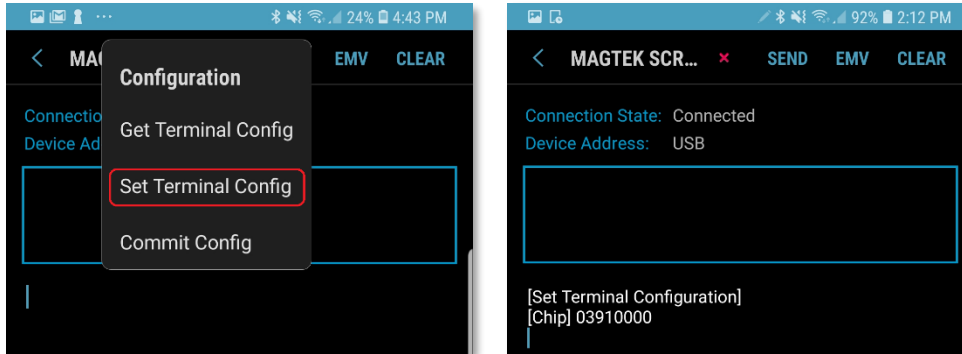 24% 4:43 PM
MA
EMV CLEAR
Configuration
Get Terminal Config
Set Terminal Config
Commit Config
Connectio
Device Ad
92% 2:12 PM
MAGTEK SCR... × SEND EMV CLEAR
Connection State: Connected
Device Address: USB
[Set Terminal Configuration]
[Chip] 03910000